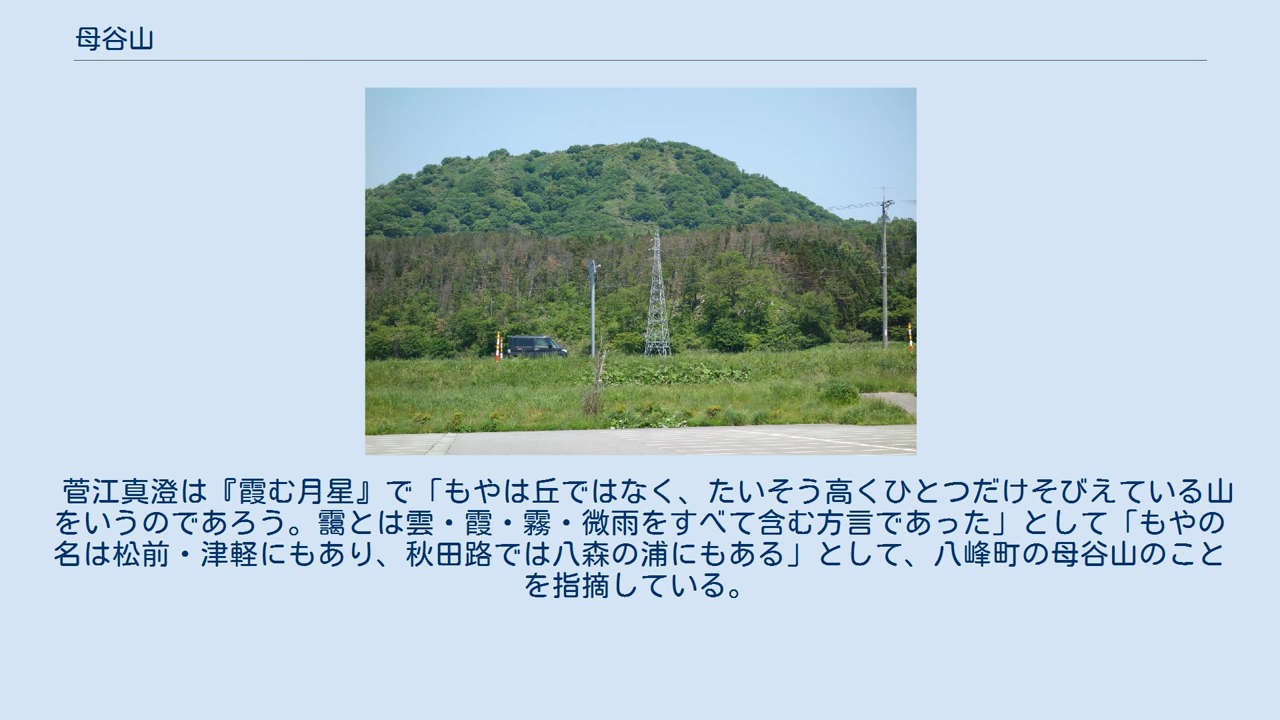 母谷山
菅江真澄は『霞む月星』で「もやは丘ではなく、たいそう高くひとつだけそびえている山
をいうのであろう。靄とは雲・霞・霧・微雨をすべて含む方言であった」として「もやの
名は松前・津軽にもあり、秋田路では八森の浦にもある」として、八峰町の母谷山のこと
を指摘している。